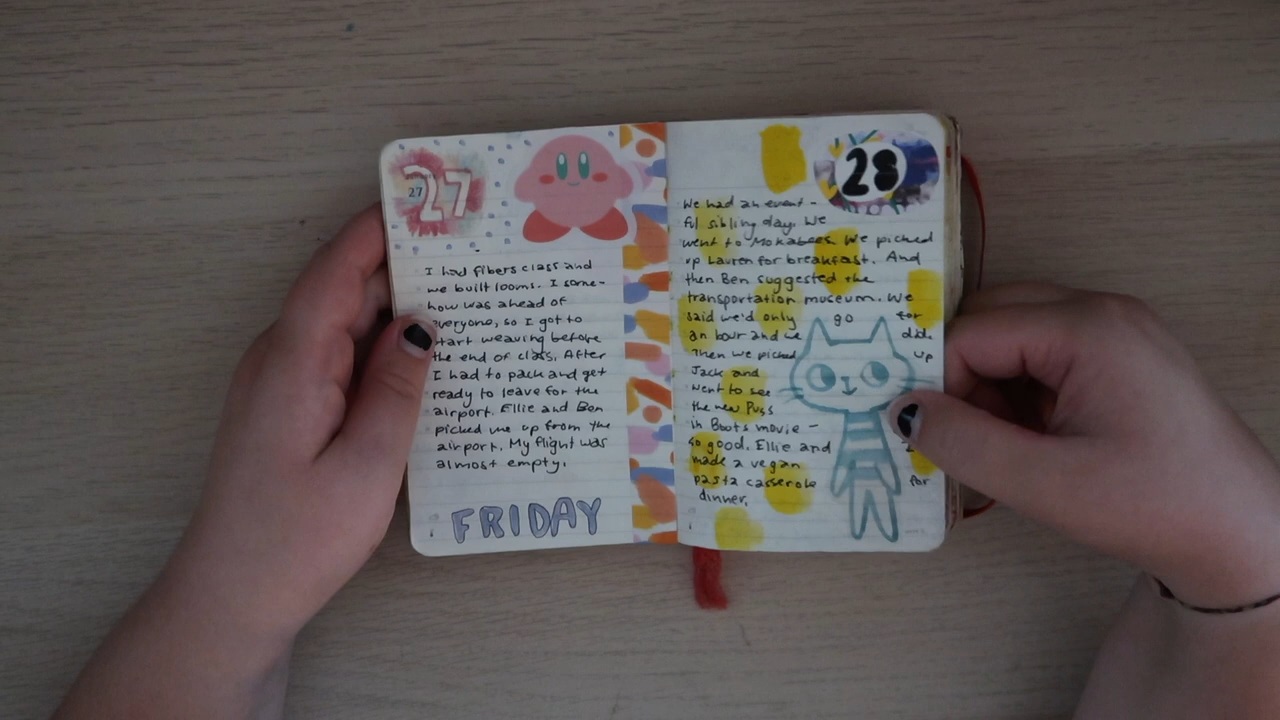 27
27
I had fibers class and
we built looms. I some-
how was ahead of
everyone, so I got to
start weaving before
the end of class. After
I had to pack and get
ready to leave for the
airport. Ellie and Ben
picked me up from the
airport. My flight was
almost empty.
FRIDAY
28
We had an event-
ful sibling day. We
went to Mokabees. We picked
up Lauren for breakfast. And
then Ben suggested the
transportation museum. We
said we'd only go for
an hour and we did.
Then we picked up
Jack and
went to see
the new Puss
in Boots movie -
so good. Ellie and
made a vegan
pasta casserole for
dinner.